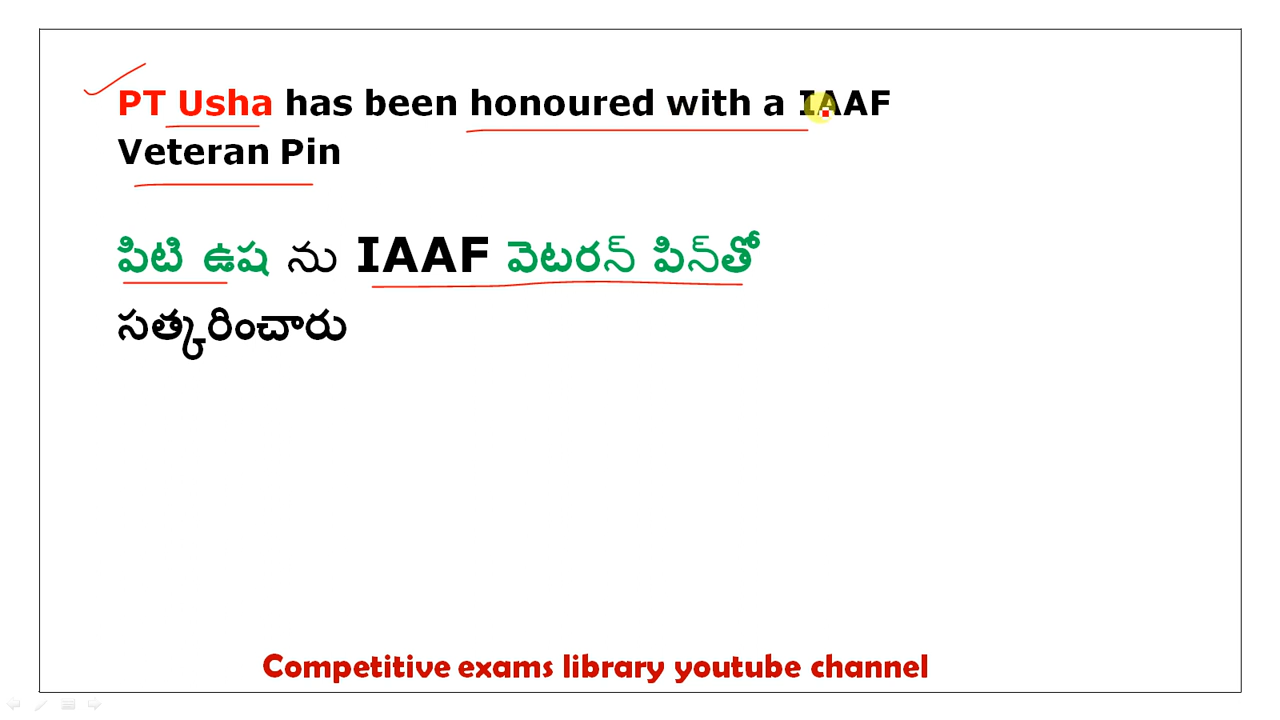 PT Usha has been honoured with a IAAF
Veteran Pin
పిటి ఉష ను IAAF వెటరన్ పిన్‌తో
సత్కరించారు
Competitive exams library youtube channel